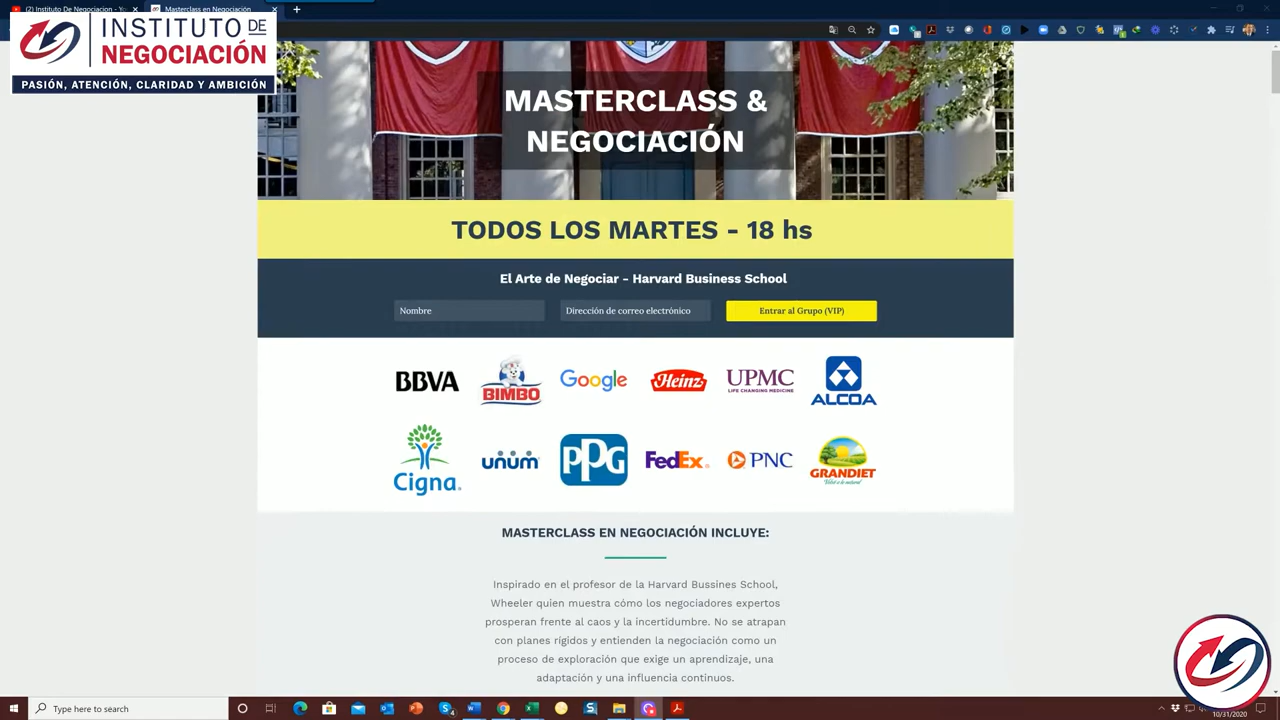 (2) Instituto De Negociacion - Yo
Masterclass en Negociación
INSTITUTO DE
NEGOCIACIÓN
PASIÓN, ATENCIÓN, CLARIDAD Y AMBICIÓN
MASTERCLASS &
NEGOCIACIÓN
TODOS LOS MARTES - 18 hs
El Arte de Negociar - Harvard Business School
Nombre
Dirección de correo electrónico
Entrar al Grupo (VIP)
BBVA
BIMBO
Google
Heinz
UPMC
LIFE CHANGING MEDICINE
ALCOA
Cigna
unum
PPG
FedEx
PNC
GRANDIET
MASTERCLASS EN NEGOCIACIÓN INCLUYE:
Inspirado en el profesor de la Harvard Bussines School,
Wheeler quien muestra cómo los negociadores expertos
prosperan frente al caos y la incertidumbre. No se atrapan
con planes rígidos y entienden la negociación como un
proceso de exploración que exige un aprendizaje, una
adaptación y una influencia continuos.
Type here to search
10/31/2020